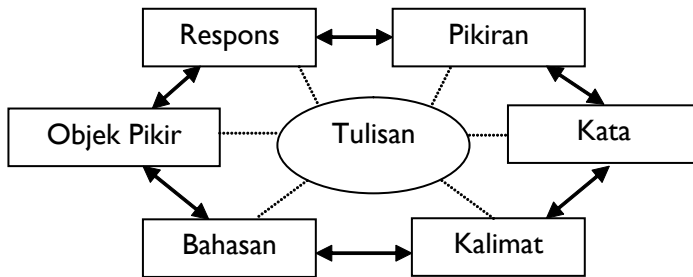 Respons
Pikiran
Objek Pikir
Tulisan
Kata
Bahasan
Kalimat